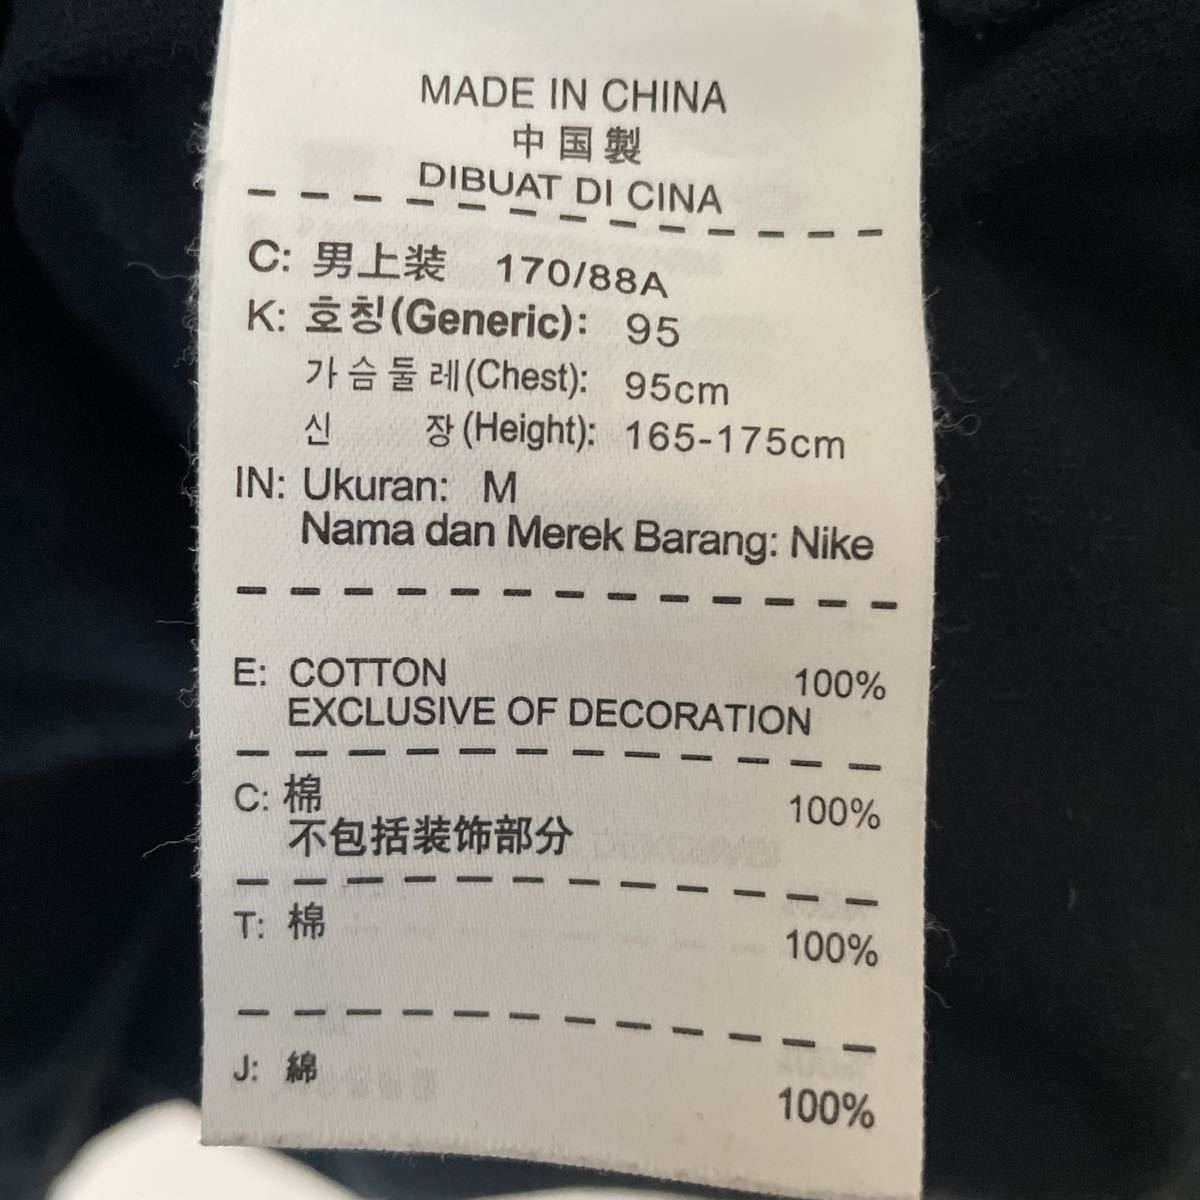 MADE IN CHINA
中国製
DIBUAT DI CINA
C: 男上装 170/88A
K: 호칭(Generic): 95
가슴둘레(Chest): 95cm
신 장(Height): 165-175cm
IN: Ukuran: M
Nama dan Merek Barang: Nike
E: COTTON 100%
EXCLUSIVE OF DECORATION
C: 棉 100%
不包括装饰部分
T: 棉 100%
J: 綿 100%